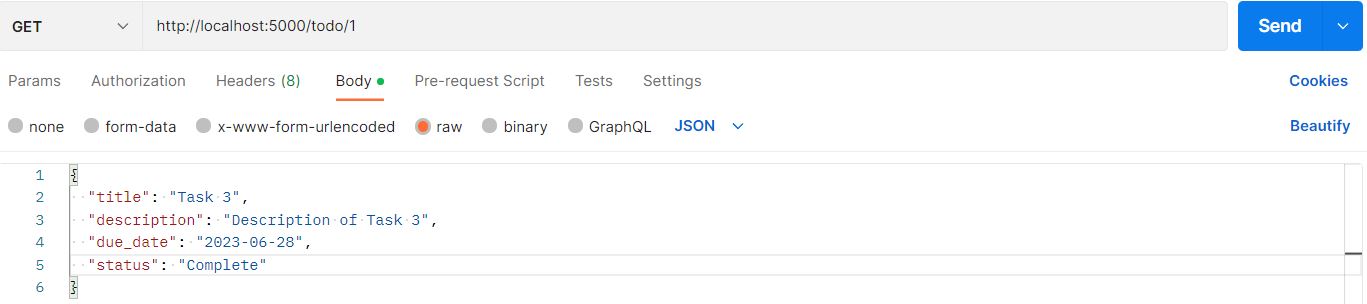 GET http://localhost:5000/todo/1 Send
Params Authorization Headers (8) Body Pre-request Script Tests Settings Cookies
none form-data x-www-form-urlencoded raw binary GraphQL JSON Beautify
1 {
2 "title": "Task 3",
3 "description": "Description of Task 3",
4 "due_date": "2023-06-28",
5 "status": "Complete"
6 }